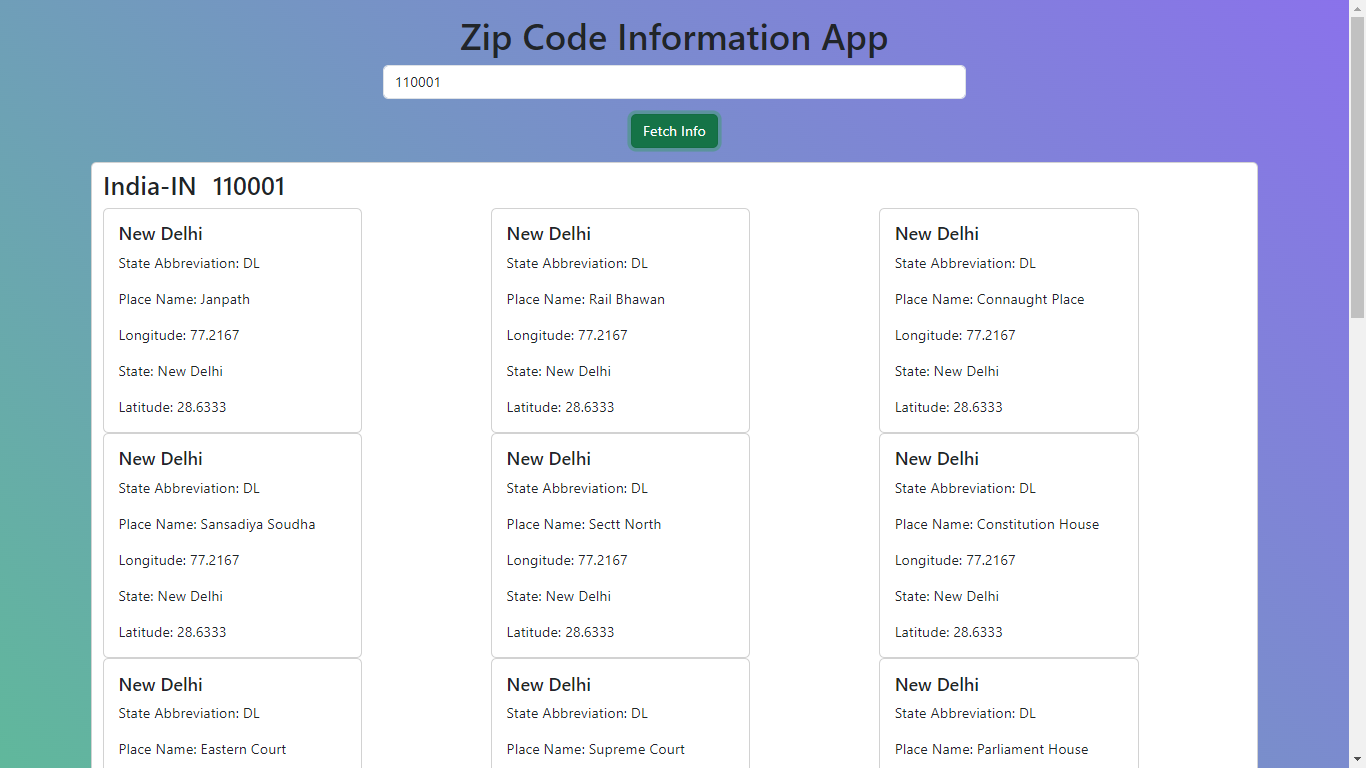 Zip Code Information App
110001
Fetch Info
India-IN 110001
New Delhi
State Abbreviation: DL
Place Name: Janpath
Longitude: 77.2167
State: New Delhi
Latitude: 28.6333
New Delhi
State Abbreviation: DL
Place Name: Rail Bhawan
Longitude: 77.2167
State: New Delhi
Latitude: 28.6333
New Delhi
State Abbreviation: DL
Place Name: Connaught Place
Longitude: 77.2167
State: New Delhi
Latitude: 28.6333
New Delhi
State Abbreviation: DL
Place Name: Sansadiya Soudha
Longitude: 77.2167
State: New Delhi
Latitude: 28.6333
New Delhi
State Abbreviation: DL
Place Name: Sectt North
Longitude: 77.2167
State: New Delhi
Latitude: 28.6333
New Delhi
State Abbreviation: DL
Place Name: Constitution House
Longitude: 77.2167
State: New Delhi
Latitude: 28.6333
New Delhi
State Abbreviation: DL
Place Name: Eastern Court
New Delhi
State Abbreviation: DL
Place Name: Supreme Court
New Delhi
State Abbreviation: DL
Place Name: Parliament House